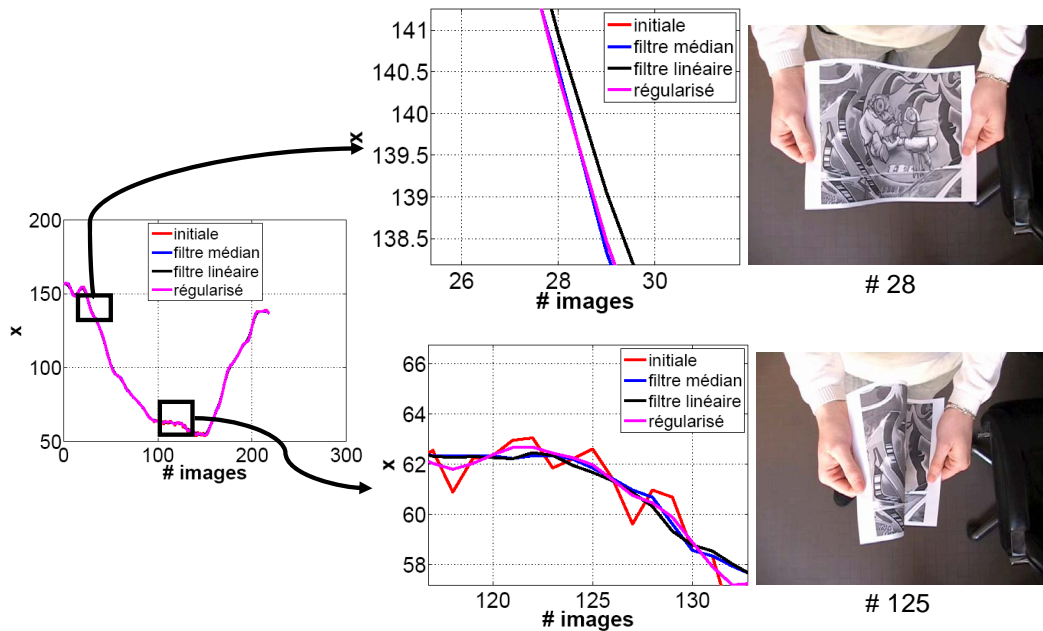 141
140.5
140
139.5
139
138.5
x
26
28
30
# images
initiale
filtre médian
filtre linéaire
régularisé
# 28
200
150
100
50
x
0
100
200
300
# images
initiale
filtre médian
filtre linéaire
régularisé
66
64
62
60
58
x
120
125
130
# images
initiale
filtre médian
filtre linéaire
régularisé
# 125